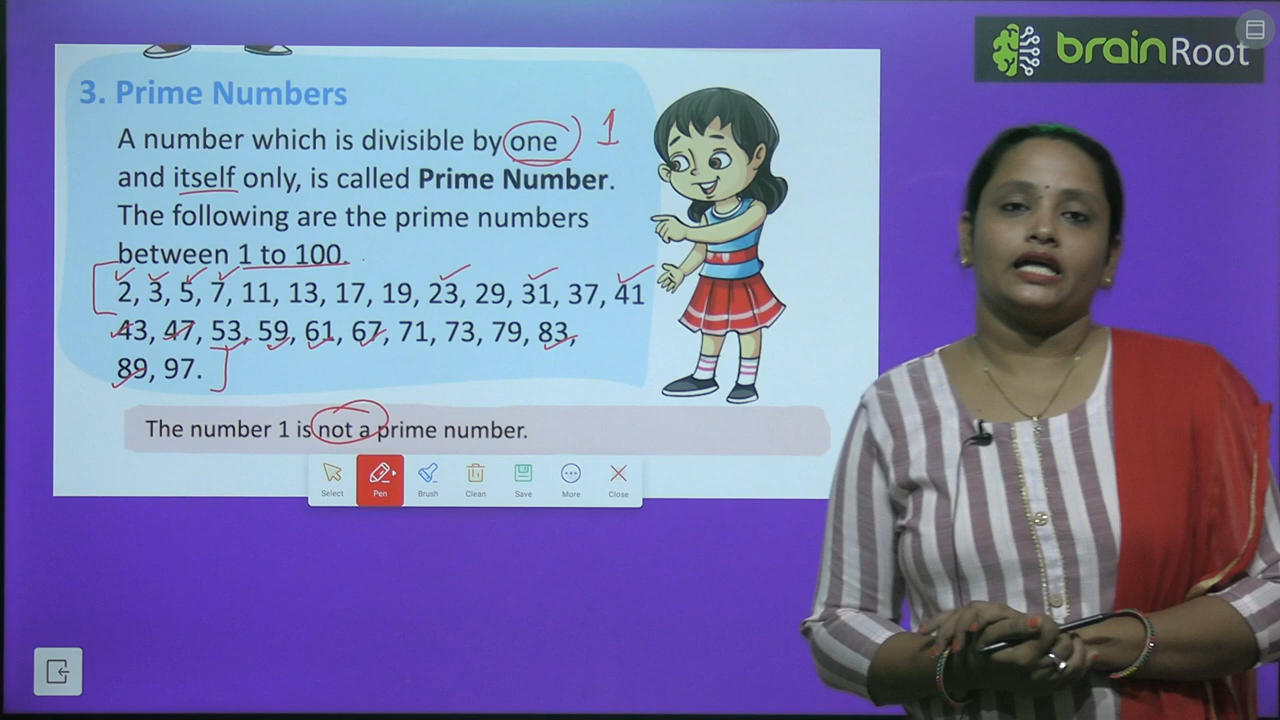 brainRoot
3. Prime Numbers
A number which is divisible by one 1
and itself only, is called Prime Number.
The following are the prime numbers
between 1 to 100.
2, 3, 5, 7, 11, 13, 17, 19, 23, 29, 31, 37, 41
43, 47, 53, 59, 61, 67, 71, 73, 79, 83,
89, 97.
The number 1 is not a prime number.
Select Pen Brush Clean Save More Close